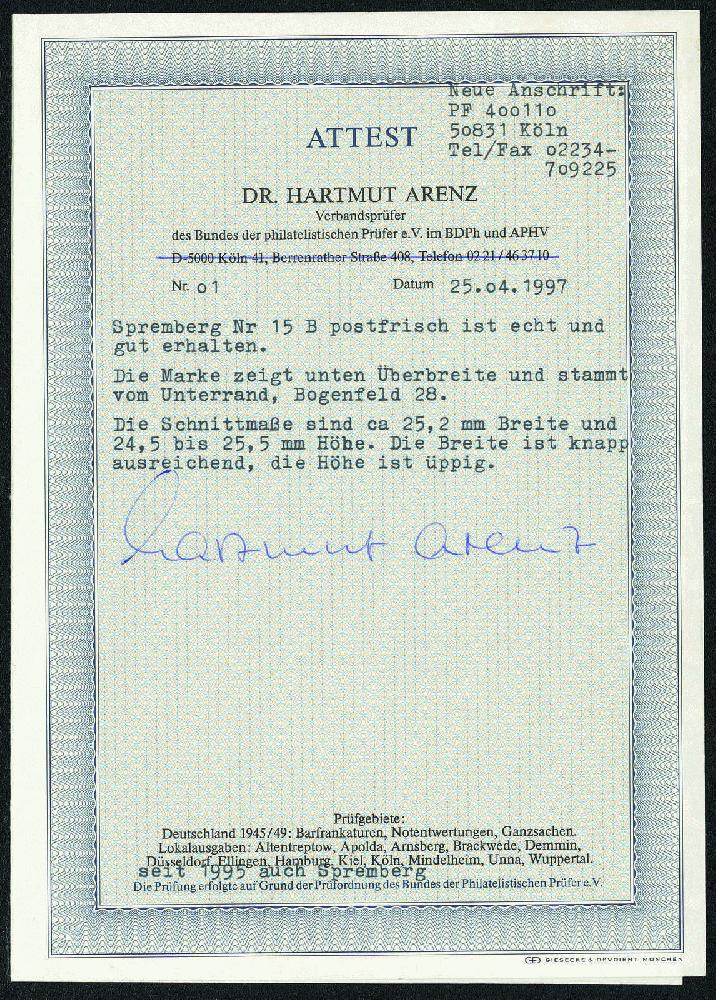 Neue Anschrift:
PF 400110
50831 Köln
Tel/Fax 02234-
709225
ATTEST
DR. HARTMUT ARENZ
Verbandsprüfer
des Bundes der philatelistischen Prüfer e.V. im BDPh und APHV
D-5000 Köln 41, Berrenrather Straße 408, Telefon 02 21 / 46 37 10
Nr. 01 Datum 25.04.1997
Spremberg Nr 15 B postfrisch ist echt und
gut erhalten.
Die Marke zeigt unten Überbreite und stammt
vom Unterrand, Bogenfeld 28.
Die Schnittmaße sind ca 25,2 mm Breite und
24,5 bis 25,5 mm Höhe. Die Breite ist knapp
ausreichend, die Höhe ist üppig.
Hartmut Arenz
Prüfgebiete:
Deutschland 1945/49: Barfrankaturen, Notentwertungen, Ganzsachen.
Lokalausgaben: Altentreptow, Apolda, Arnsberg, Brackwede, Demmin,
Düsseldorf, Ellingen, Hamburg, Kiel, Köln, Mindelheim, Unna, Wuppertal.
seit 1995 auch Spremberg
Die Prüfung erfolgte auf Grund der Prüfordnung des Bundes der Philatelistischen Prüfer e.V.
GIESECKE & DEVRIENT MÜNCHEN